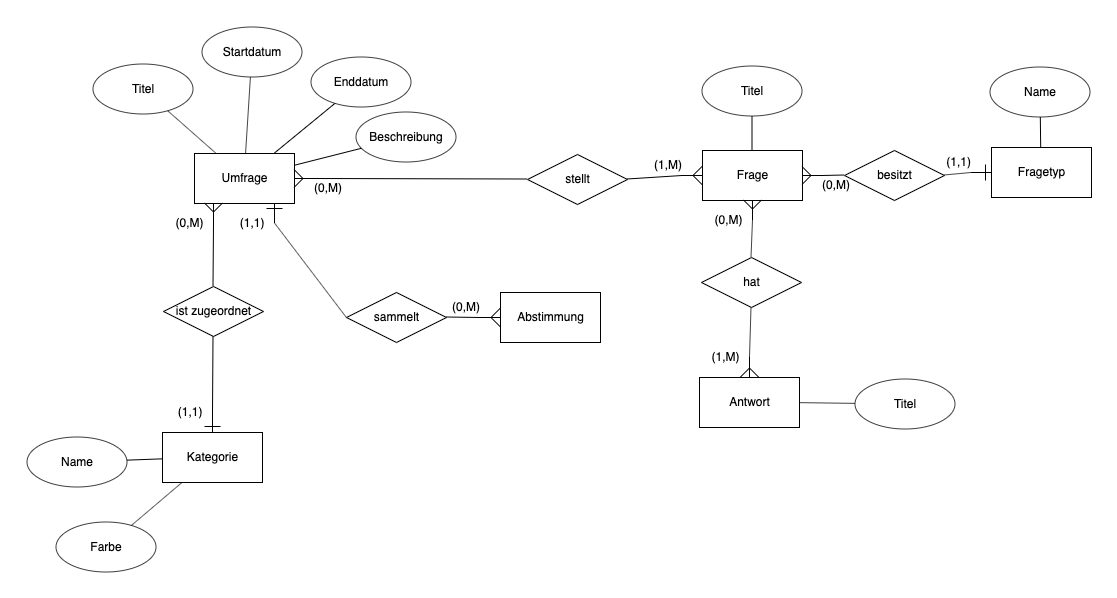 Startdatum
Titel
Enddatum
Beschreibung
Umfrage
(0,M)
stellt
(1,M)
Titel
Frage
(0,M)
besitzt
(1,1)
Name
Fragetyp
(0,M)
(1,1)
(0,M)
ist zugeordnet
sammelt
(0,M)
Abstimmung
hat
(1,M)
Antwort
Titel
(1,1)
Kategorie
Name
Farbe